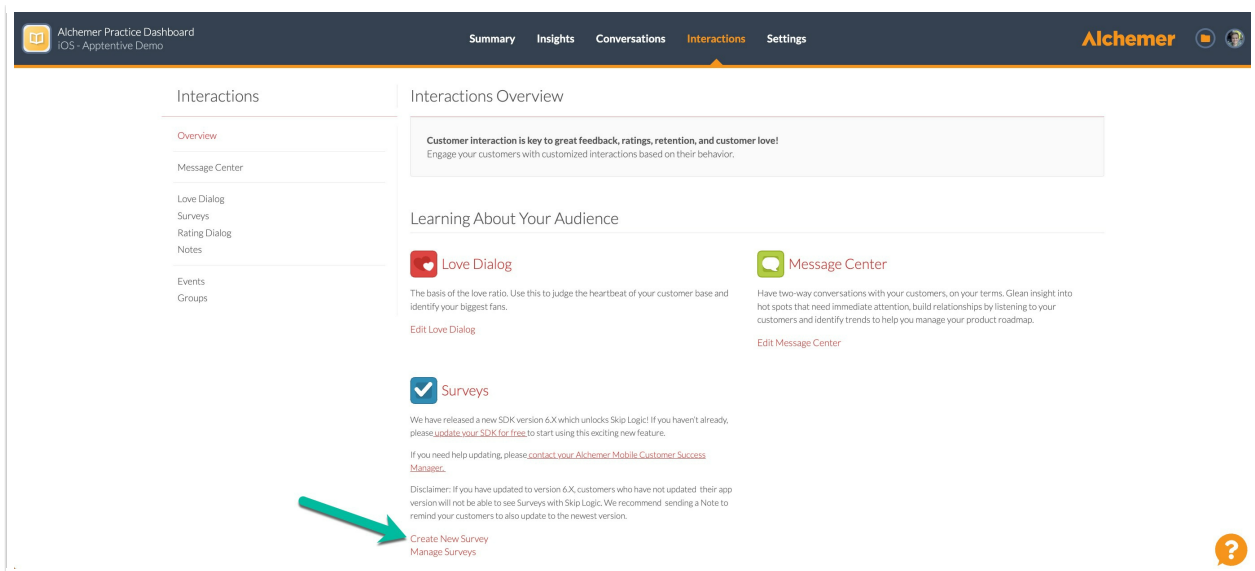 Alchemer Practice Dashboard
iOS - Apptentive Demo
Summary Insights Conversations Interactions Settings
Alchemer
Interactions
Overview
Message Center
Love Dialog
Surveys
Rating Dialog
Notes
Events
Groups
Interactions Overview
Customer interaction is key to great feedback, ratings, retention, and customer love!
Engage your customers with customized interactions based on their behavior.
Learning About Your Audience
Love Dialog
The basis of the love ratio. Use this to judge the heartbeat of your customer base and
identify your biggest fans.
Edit Love Dialog
Message Center
Have two-way conversations with your customers, on your terms. Glean insight into
hot spots that need immediate attention, build relationships by listening to your
customers and identify trends to help you manage your product roadmap.
Edit Message Center
Surveys
We have released a new SDK version 6.X which unlocks Skip Logic! If you haven't already,
please update your SDK for free to start using this exciting new feature.
If you need help updating, please contact your Alchemer Mobile Customer Success
Manager.
Disclaimer: If you have updated to version 6.X, customers who have not updated their app
version will not be able to see Surveys with Skip Logic. We recommend sending a Note to
remind your customers to also update to the newest version.
Create New Survey
Manage Surveys
?